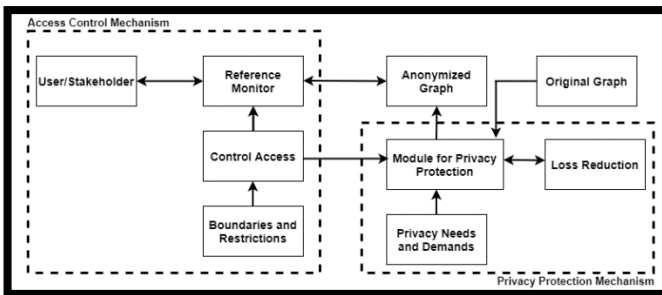 Access Control Mechanism
User/Stakeholder
Reference
Monitor
Anonymized
Graph
Original Graph
Control Access
Module for Privacy
Protection
Loss Reduction
Boundaries and
Restrictions
Privacy Needs
and Demands
Privacy Protection Mechanism